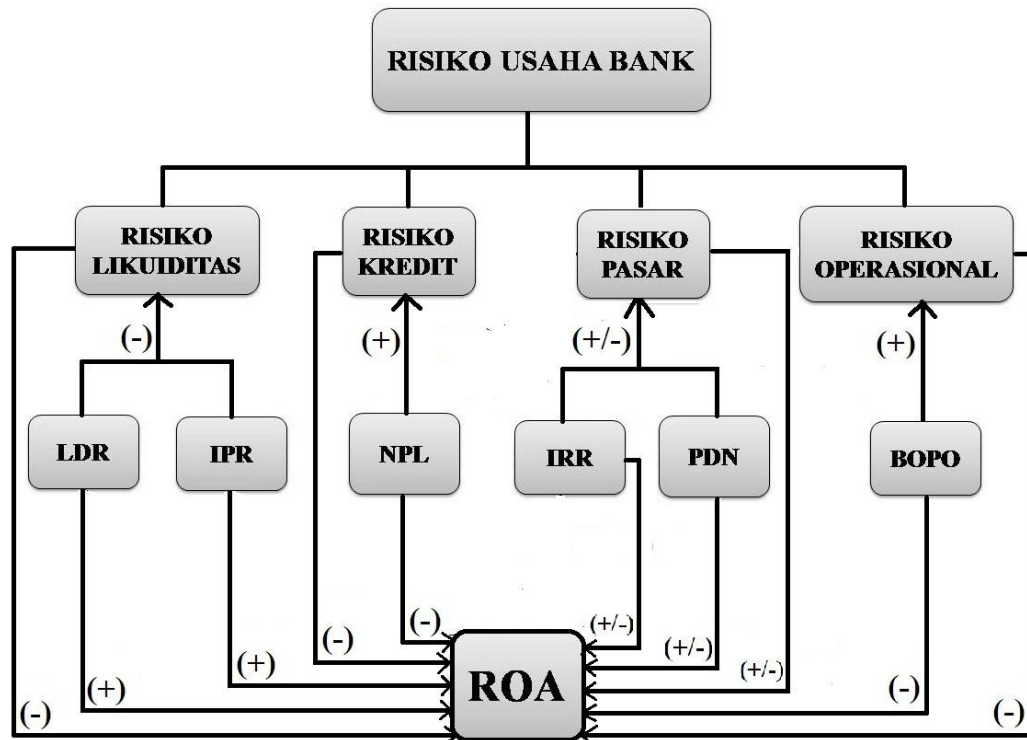 RISIKO USAHA BANK
RISIKO
LIKUIDITAS
RISIKO
KREDIT
RISIKO
PASAR
RISIKO
OPERASIONAL
(-)
(+)
(+/-)
(+)
LDR
IPR
NPL
IRR
PDN
BOPO
(-)
(+)
(+)
(-)
(-)
ROA
(+/-)
(+/-)
(+/-)
(-)
(-)